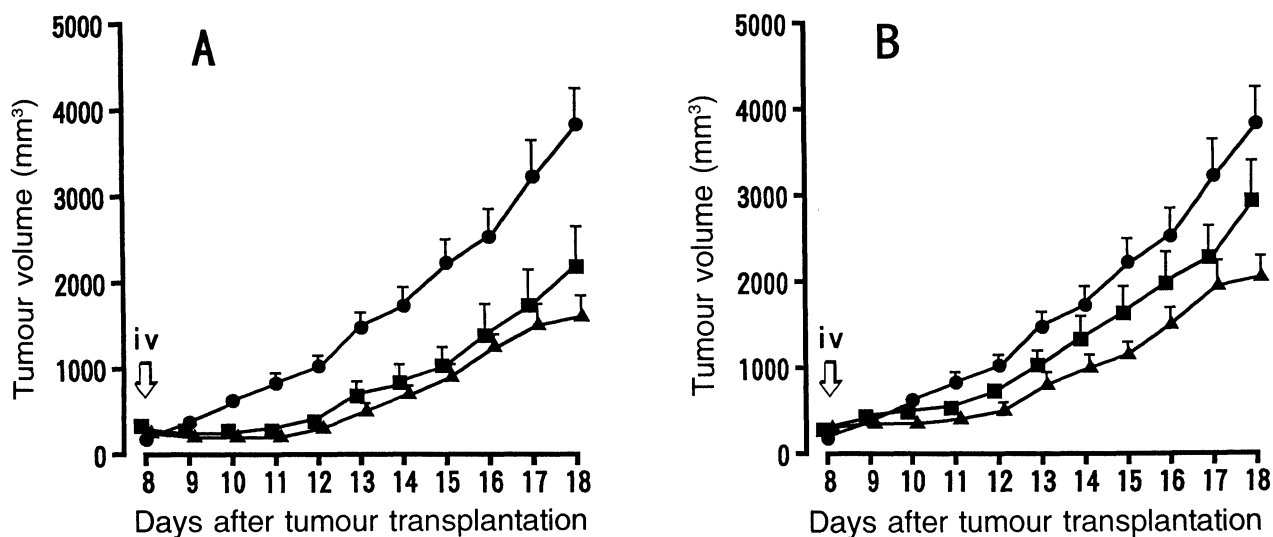 A
5000
4000
3000
2000
1000
0
Tumour volume (mm³)
iv
8 9 10 11 12 13 14 15 16 17 18
Days after tumour transplantation
B
5000
4000
3000
2000
1000
0
Tumour volume (mm³)
iv
8 9 10 11 12 13 14 15 16 17 18
Days after tumour transplantation